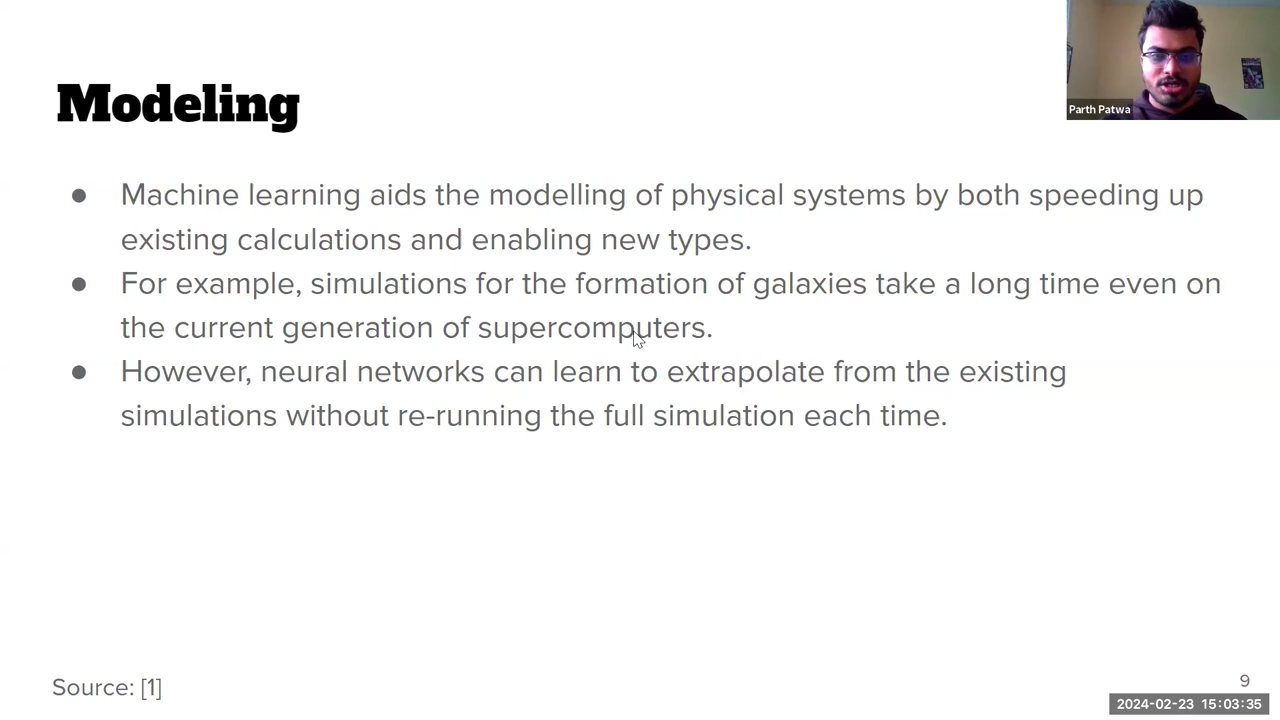 Modeling
Parth Patwa
● Machine learning aids the modelling of physical systems by both speeding up
existing calculations and enabling new types.
● For example, simulations for the formation of galaxies take a long time even on
the current generation of supercomputers.
● However, neural networks can learn to extrapolate from the existing
simulations without re-running the full simulation each time.
Source: [1]
9
2024-02-23 15:03:35